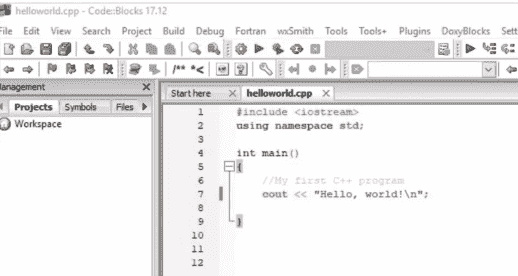 helloworld.cpp - Code::Blocks 17.12
File Edit View Search Project Build Debug Fortran wxSmith Tools Tools+ Plugins DoxyBlocks Sett
/** *<
anagement
Projects Symbols Files
Workspace
Start here helloworld.cpp
1 #include <iostream>
2 using namespace std;
3
4 int main()
5 {
6 //My first C++ program
7 cout << "Hello, world!\n";
8
9 }
10
11
12